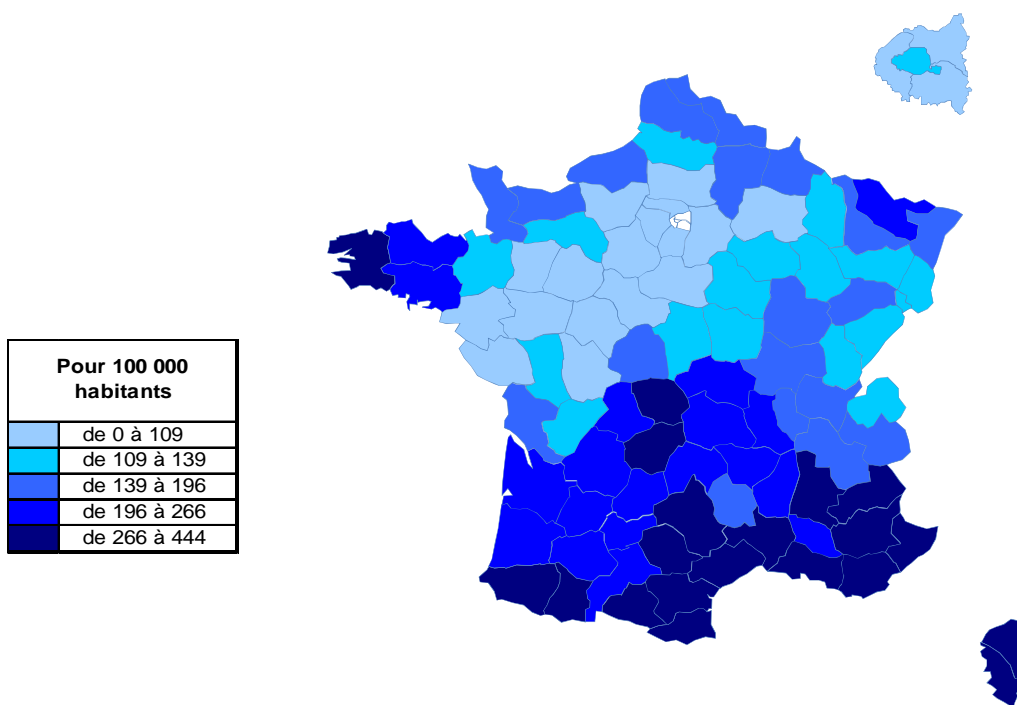 Pour 100 000
habitants
de 0 à 109
de 109 à 139
de 139 à 196
de 196 à 266
de 266 à 444